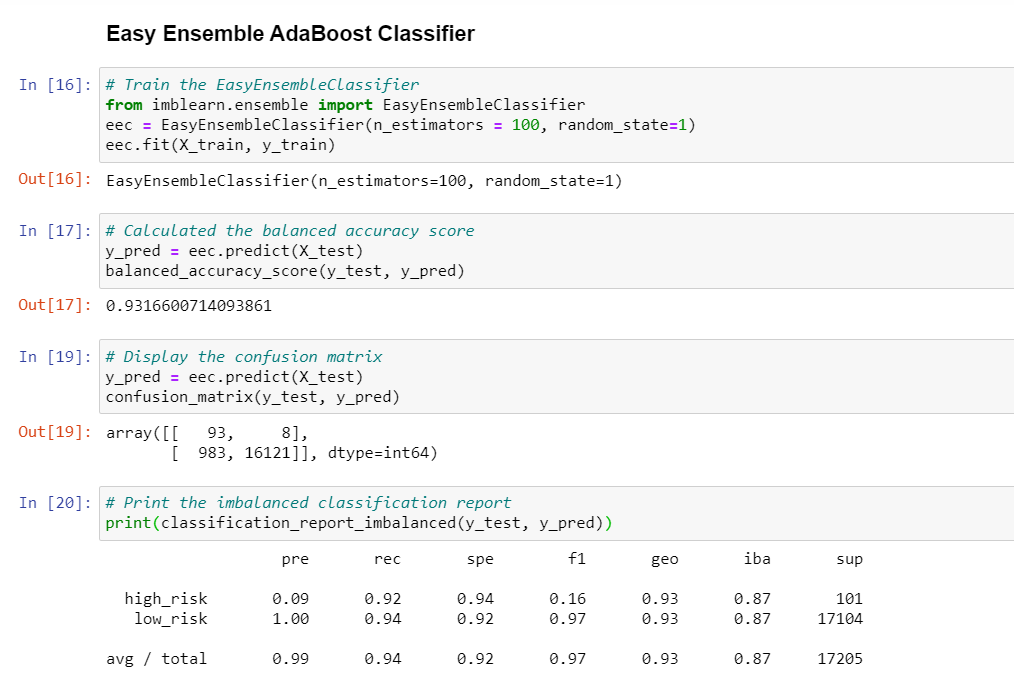 Easy Ensemble AdaBoost Classifier
In [16]: # Train the EasyEnsembleClassifier
from imblearn.ensemble import EasyEnsembleClassifier
eec = EasyEnsembleClassifier(n_estimators = 100, random_state=1)
eec.fit(X_train, y_train)
Out[16]: EasyEnsembleClassifier(n_estimators=100, random_state=1)
In [17]: # Calculated the balanced accuracy score
y_pred = eec.predict(X_test)
balanced_accuracy_score(y_test, y_pred)
Out[17]: 0.9316600714093861
In [19]: # Display the confusion matrix
y_pred = eec.predict(X_test)
confusion_matrix(y_test, y_pred)
Out[19]: array([[   93,     8],
[  983, 16121]], dtype=int64)
In [20]: # Print the imbalanced classification report
print(classification_report_imbalanced(y_test, y_pred))
pre rec spe f1 geo iba sup
high_risk 0.09 0.92 0.94 0.16 0.93 0.87 101
low_risk 1.00 0.94 0.92 0.97 0.93 0.87 17104
avg / total 0.99 0.94 0.92 0.97 0.93 0.87 17205